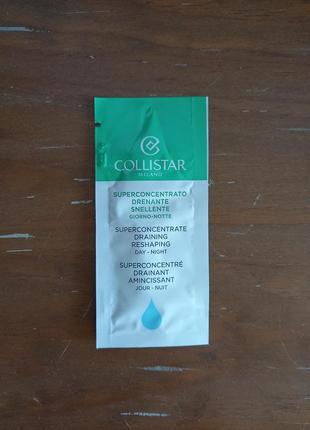 COLLISTAR
MILANO
SUPERCONCENTRATO
DRENANTE
SNELLENTE
GIORNO-NOTTE
SUPERCONCENTRATE
DRAINING
RESHAPING
DAY - NIGHT
SUPERCONCENTRÉ
DRAINANT
AMINCISSANT
JOUR - NUIT